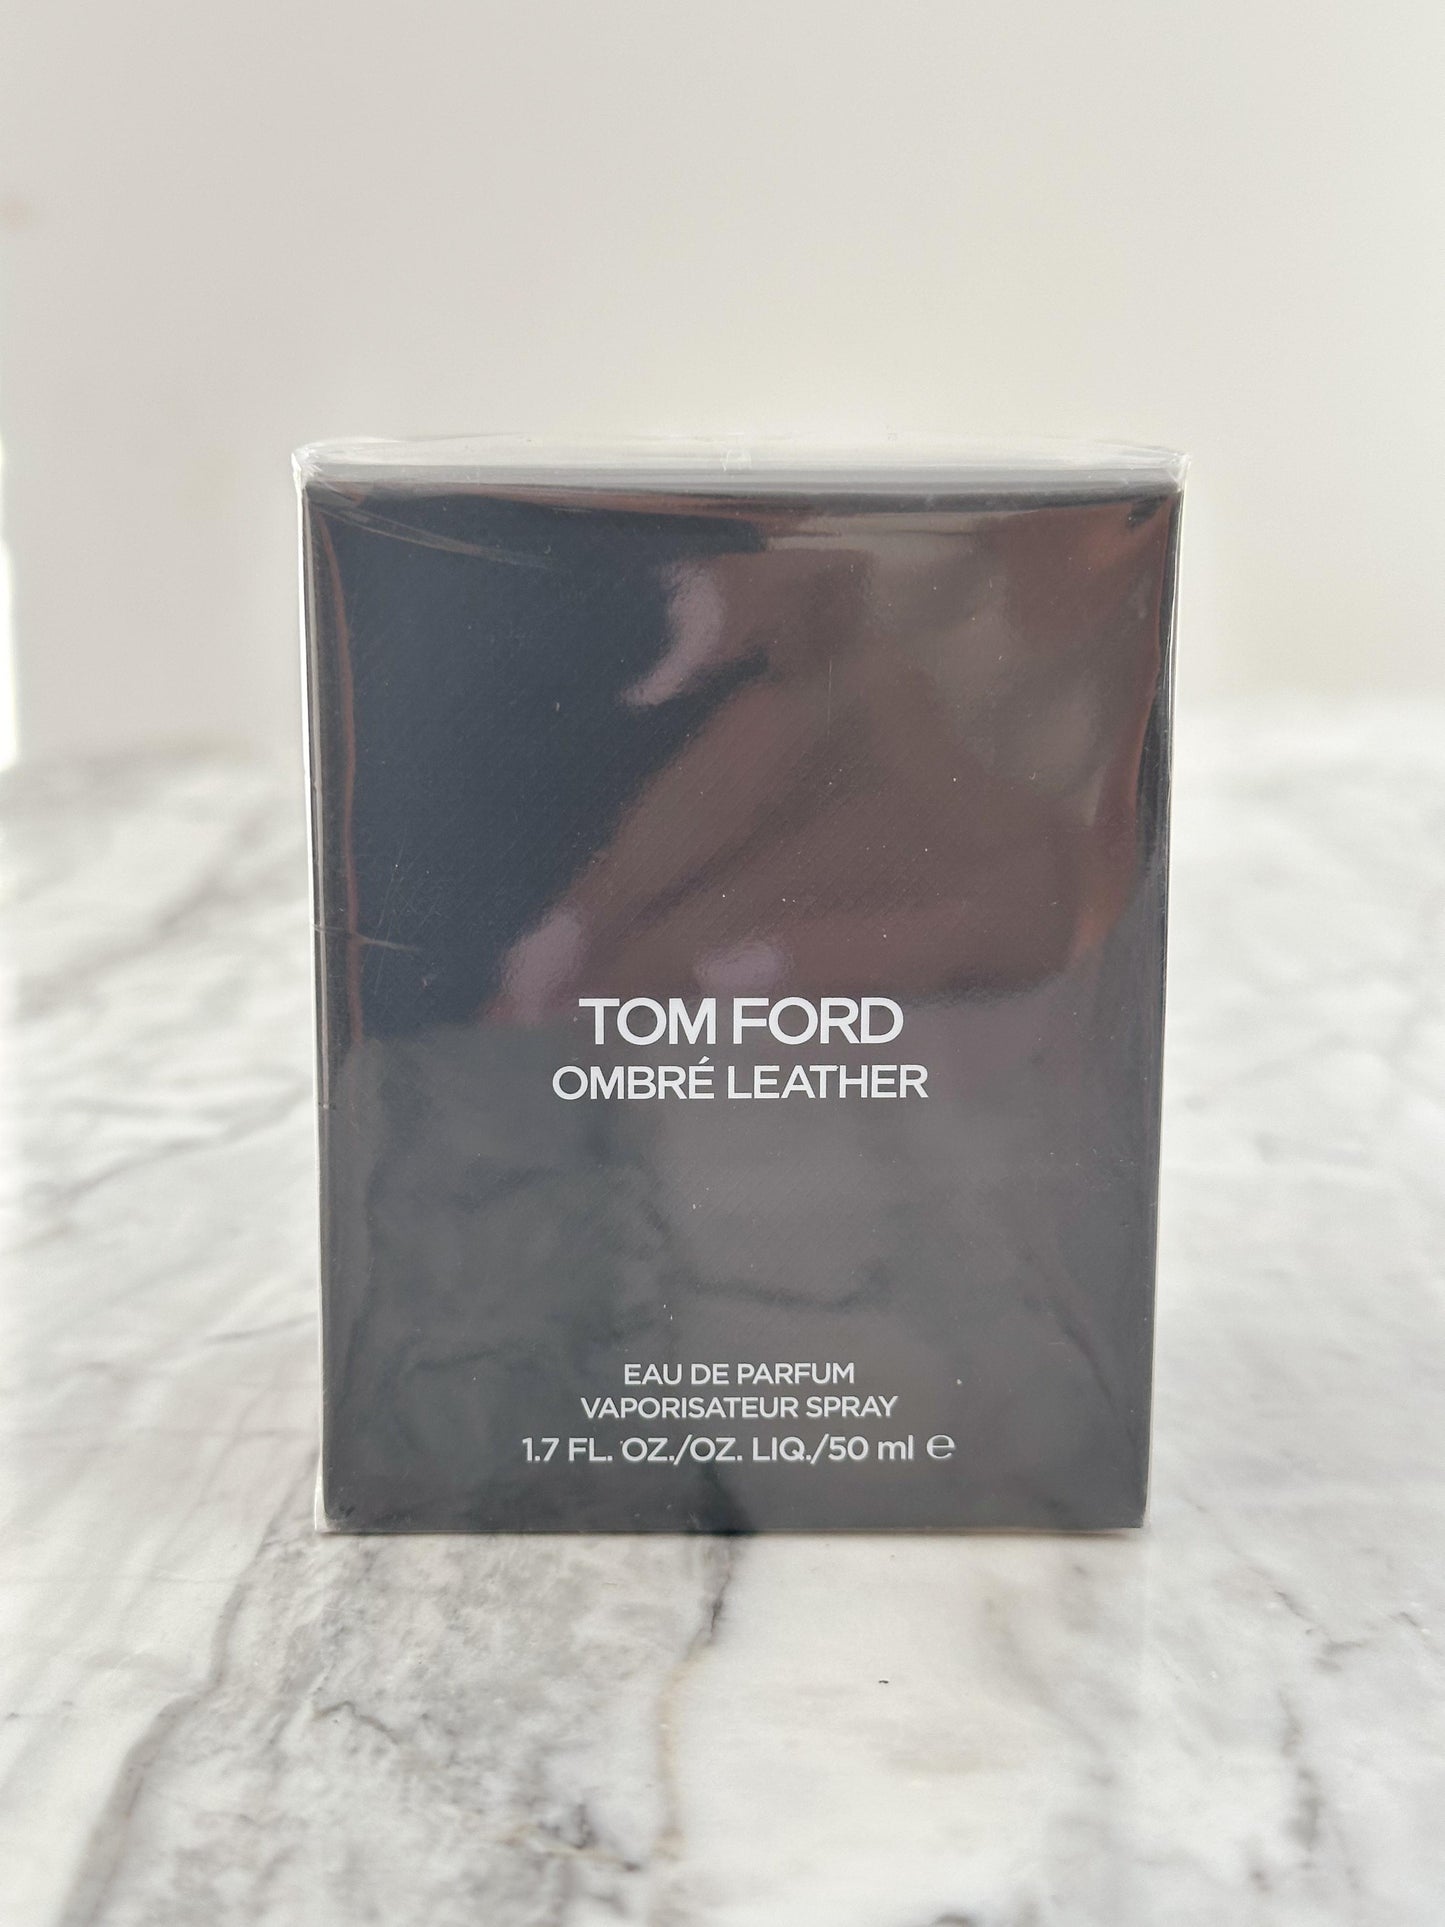 TOM FORD
OMBRÉ LEATHER
EAU DE PARFUM
VAPORISATEUR SPRAY
1.7 FL. OZ./OZ. LIQ./50 ml ℮